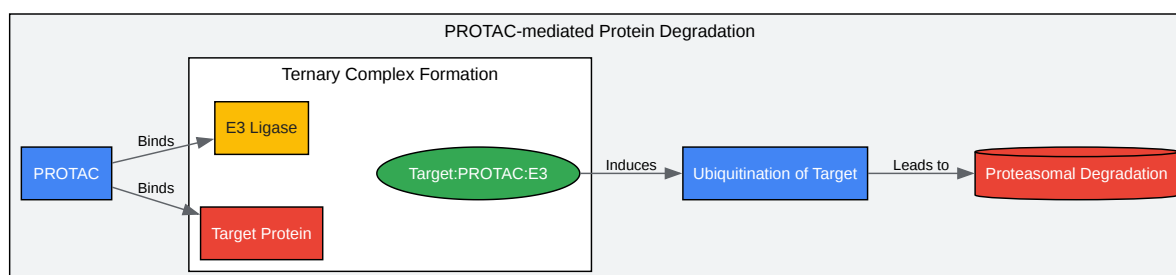 PROTAC-mediated Protein Degradation
Ternary Complex Formation
E3 Ligase
Binds
PROTAC
Target:PROTAC:E3
Induces
Ubiquitination of Target
Leads to
Proteasomal Degradation
Binds
Target Protein